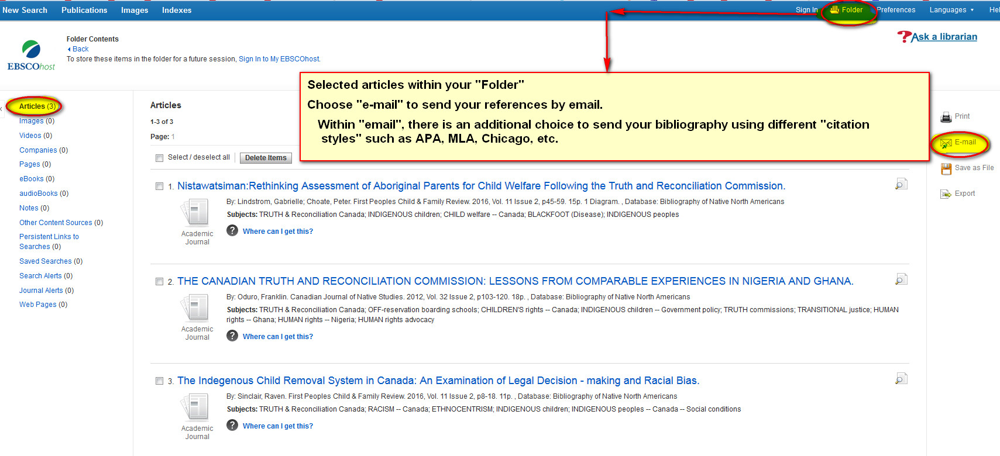 New Search Publications Images Indexes
Sign In Folder Preferences Languages
Folder Contents
Back
To store these items in the folder for a future session, Sign In to My EBSCOhost.
EBSCOhost
?Ask a librarian
Selected articles within your "Folder"
Choose "e-mail" to send your references by email.
Within "email", there is an additional choice to send your bibliography using different "citation
styles" such as APA, MLA, Chicago, etc.
Articles (3)
Images (0)
Videos (0)
Companies (0)
Pages (0)
eBooks (0)
audioBooks (0)
Notes (0)
Other Content Sources (0)
Persistent Links to
Searches (0)
Saved Searches (0)
Search Alerts (0)
Journal Alerts (0)
Web Pages (0)
Articles
1-3 of 3
Page: 1
Select / deselect all Delete Items
1. Nistawatsiman:Rethinking Assessment of Aboriginal Parents for Child Welfare Following the Truth and Reconciliation Commission.
By: Lindstrom, Gabrielle; Choate, Peter. First Peoples Child & Family Review. 2016, Vol. 11 Issue 2, p45-59. 15p. 1 Diagram. , Database: Bibliography of Native North Americans
Subjects: TRUTH & Reconciliation Canada; INDIGENOUS children; CHILD welfare -- Canada; BLACKFOOT (Disease); INDIGENOUS peoples
Academic
Journal
? Where can I get this?
2. THE CANADIAN TRUTH AND RECONCILIATION COMMISSION: LESSONS FROM COMPARABLE EXPERIENCES IN NIGERIA AND GHANA.
By: Oduro, Franklin. Canadian Journal of Native Studies. 2012, Vol. 32 Issue 2, p103-120. 18p. , Database: Bibliography of Native North Americans
Subjects: TRUTH & Reconciliation Canada; OFF-reservation boarding schools; CHILDREN'S rights -- Canada; INDIGENOUS children -- Government policy; TRUTH commissions; TRANSITIONAL justice; HUMAN
rights -- Ghana; HUMAN rights -- Nigeria; HUMAN rights advocacy
Academic
Journal
? Where can I get this?
3. The Indegenous Child Removal System in Canada: An Examination of Legal Decision - making and Racial Bias.
By: Sinclair, Raven. First Peoples Child & Family Review. 2016, Vol. 11 Issue 2, p8-18. 11p. , Database: Bibliography of Native North Americans
Subjects: TRUTH & Reconciliation Canada; RACISM -- Canada; ETHNOCENTRISM; INDIGENOUS children; INDIGENOUS peoples -- Canada -- Social conditions
Academic
Journal
? Where can I get this?
Print
E-mail
Save as File
Export